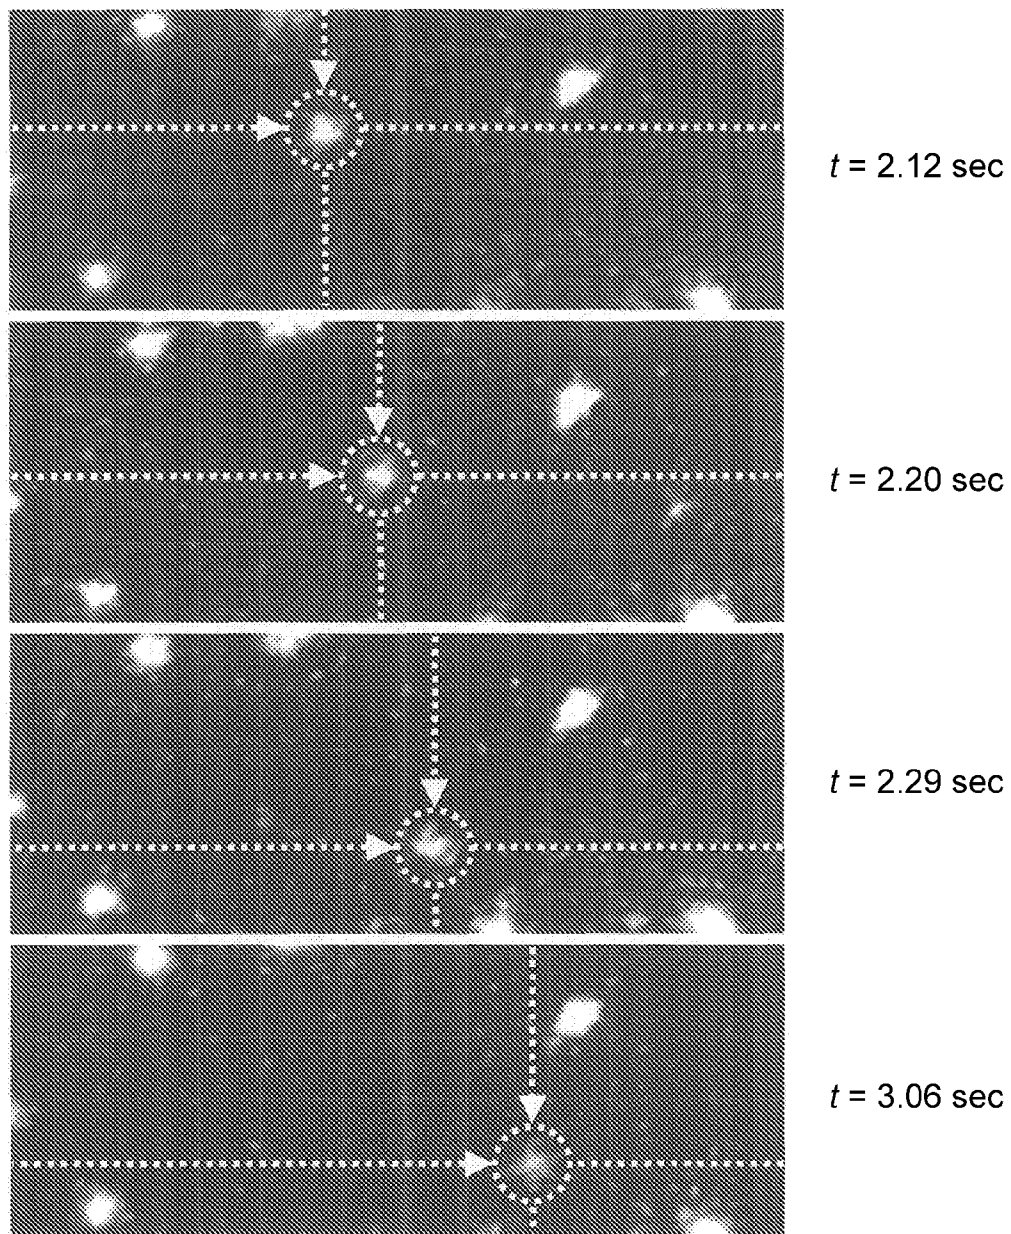 t = 2.12 sec
t = 2.20 sec
t = 2.29 sec
t = 3.06 sec